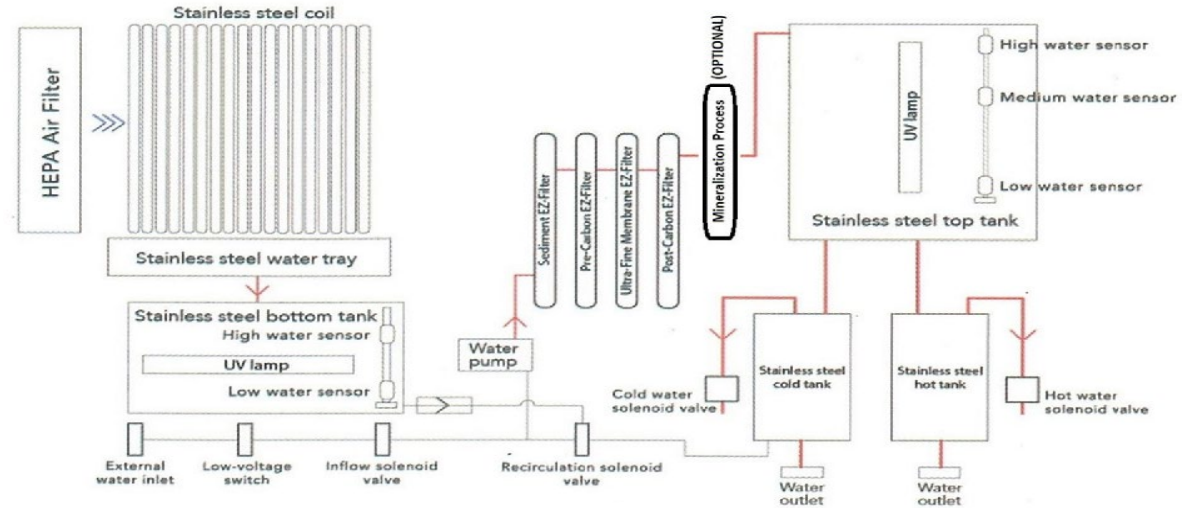 Stainless steel coil
HEPA Air Filter
Stainless steel water tray
Stainless steel bottom tank
High water sensor
UV lamp
Low water sensor
External
water inlet
Low-voltage
switch
Inflow solenoid
valve
Recirculation solenoid
valve
Water
pump
Sediment EZ-Filter
Pre-Carbon EZ-Filter
Ultra-Fine Membrane EZ-Filter
Post-Carbon EZ-Filter
Mineralization Process (OPTIONAL)
UV lamp
High water sensor
Medium water sensor
Low water sensor
Stainless steel top tank
Cold water
solenoid valve
Stainless steel
cold tank
Stainless steel
hot tank
Hot water
solenoid valve
Water
outlet
Water
outlet